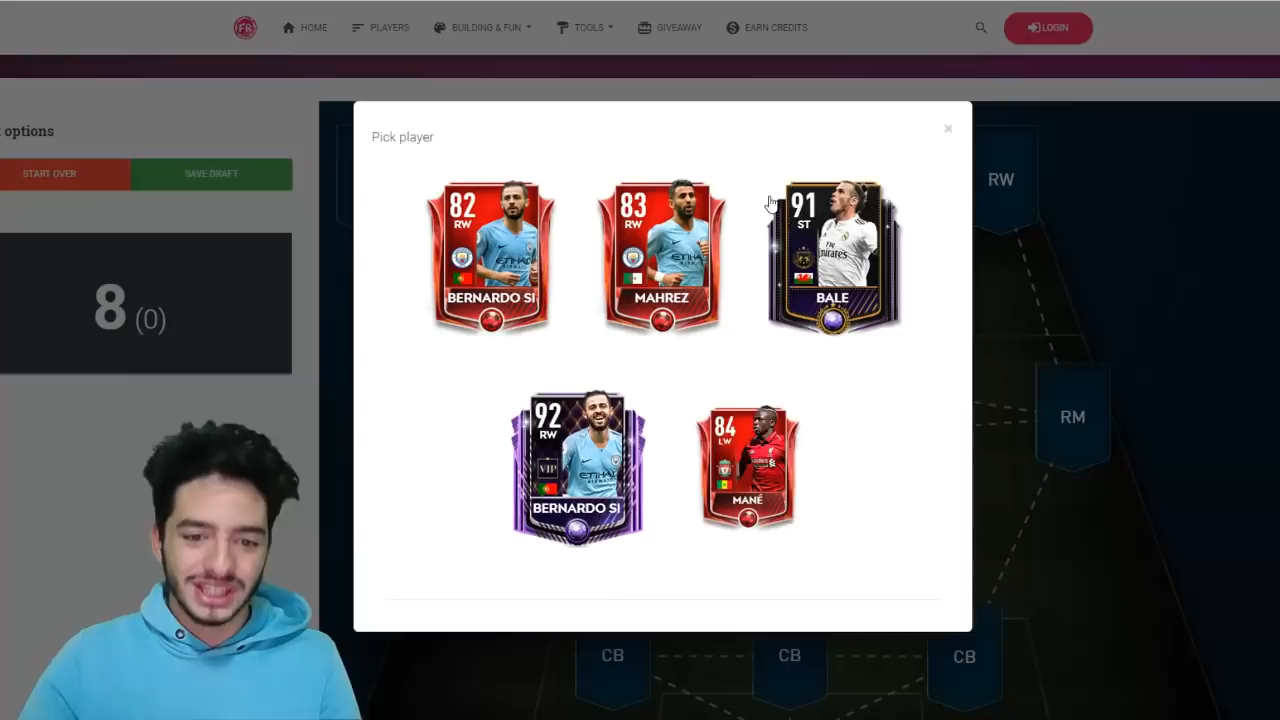 FR
HOME
PLAYERS
BUILDING & FUN
TOOLS
GIVEAWAY
EARN CREDITS
LOGIN
t options
START OVER
SAVE DRAFT
8 (0)
Pick player
×
82
RW
BERNARDO SI
83
RW
MAHREZ
91
ST
BALE
92
RW
VIP
BERNARDO SI
84
LW
MANÉ
RW
RM
CB
CB
CB